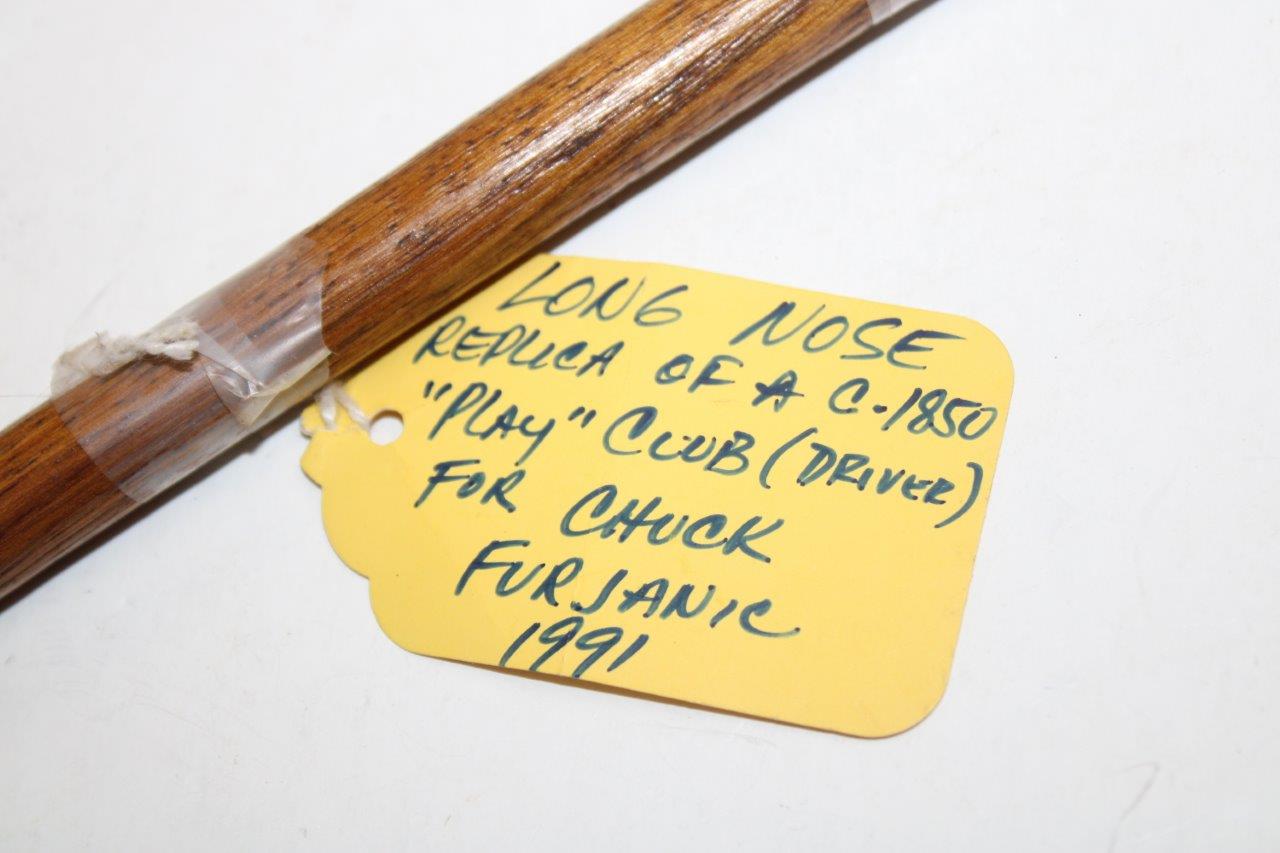 LONG NOSE
REPLICA OF A C-1850
"PLAY" CLUB (DRIVER)
FOR CHUCK
FURJANIC
1991